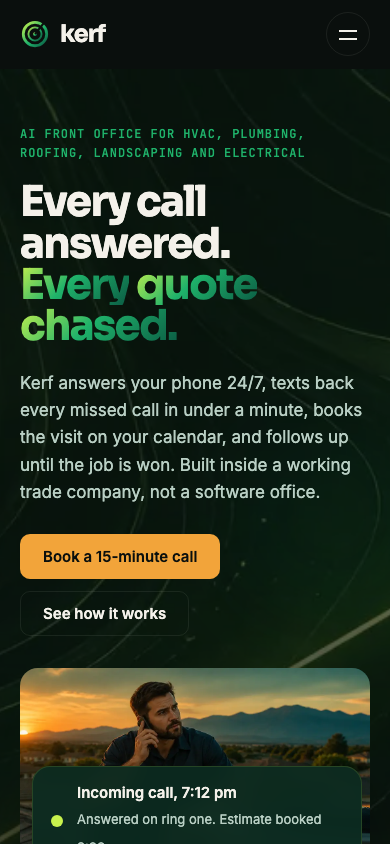 kerf
AI FRONT OFFICE FOR HVAC, PLUMBING,
ROOFING, LANDSCAPING AND ELECTRICAL
Every call
answered.
Every quote
chased.
Kerf answers your phone 24/7, texts back
every missed call in under a minute, books
the visit on your calendar, and follows up
until the job is won. Built inside a working
trade company, not a software office.
Book a 15-minute call
See how it works
Incoming call, 7:12 pm
Answered on ring one. Estimate booked